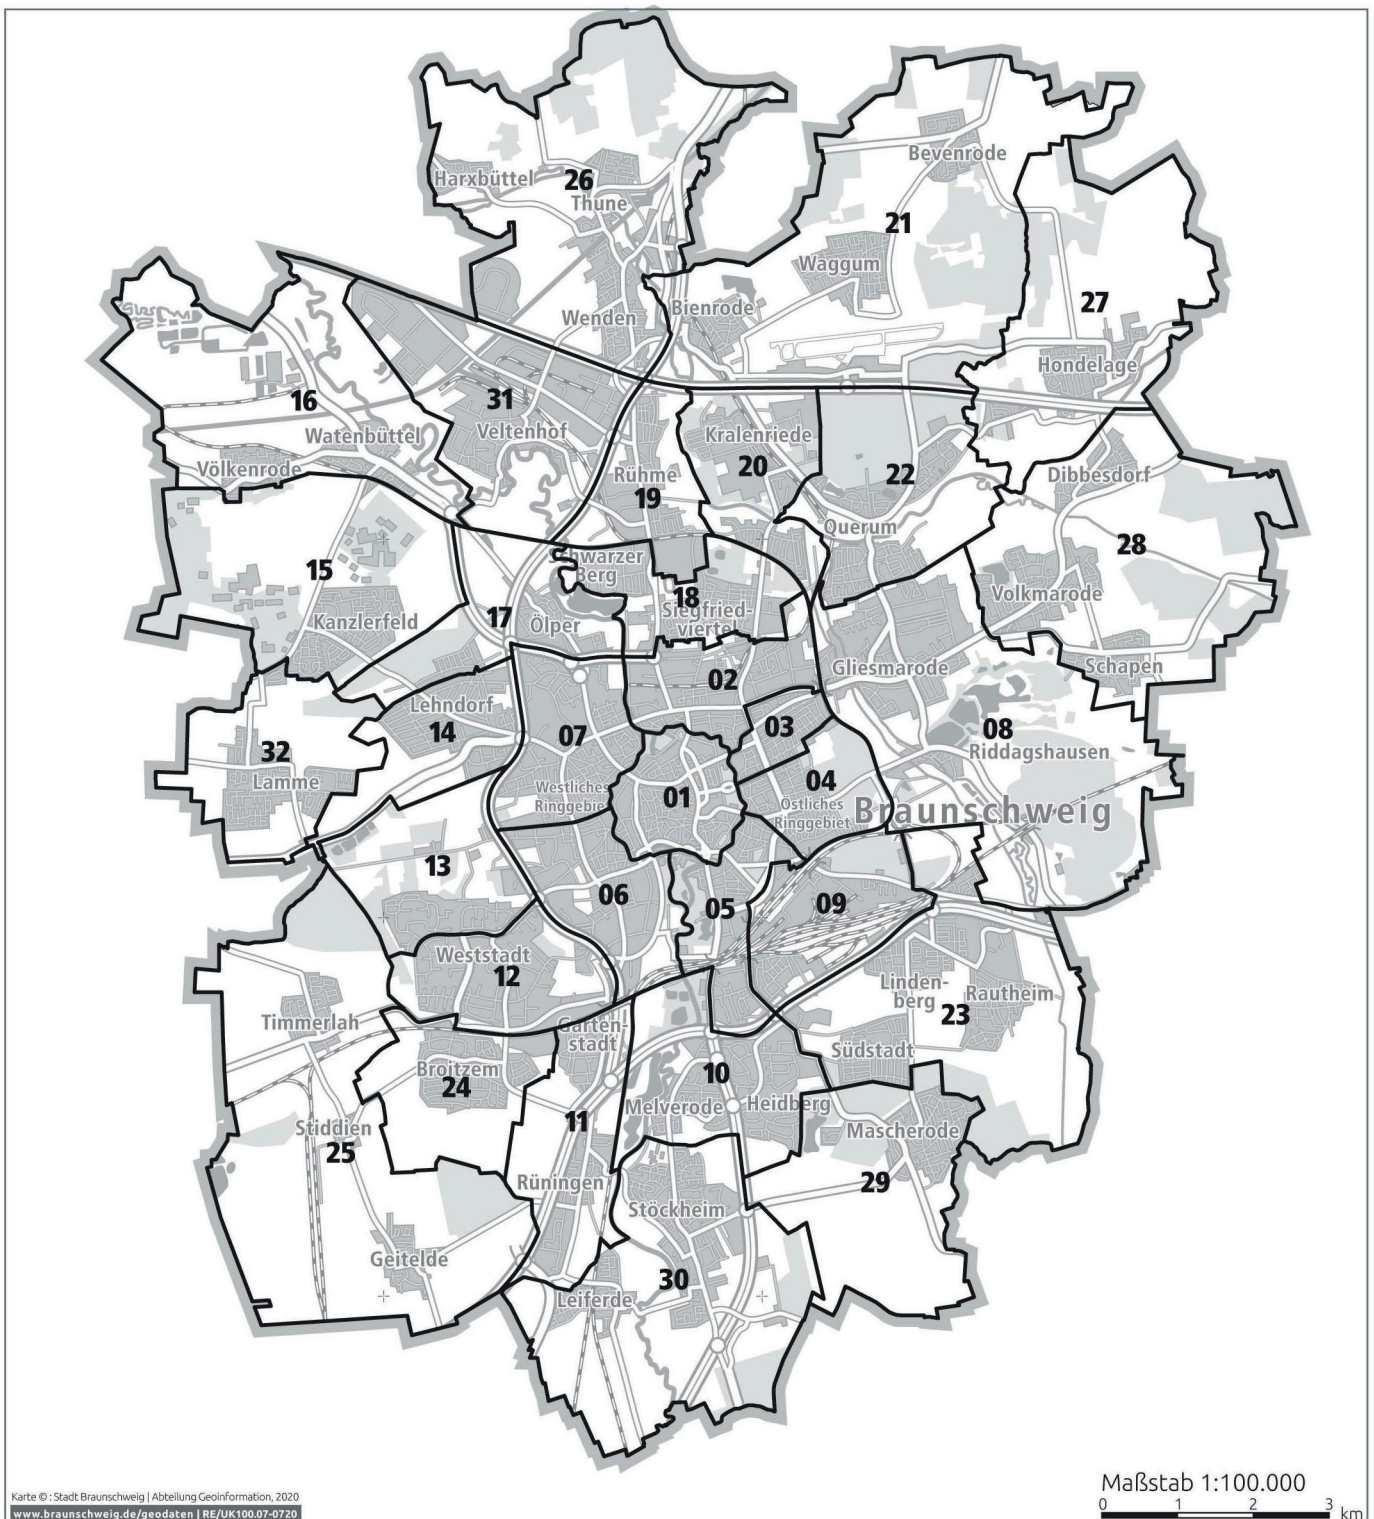 Bevenrode
Harxbüttel
26
Thune
21
Waggum
27
Bienrode
Wenden
Hondelage
16
31
Veltenhof
Watenbüttel
Kralenriede
20
Völkenrode
Rühme
19
22
Dibbesdorf
Querum
28
15
Schwarzer
Berg
18
Siegfried-
viertel
Volkmarode
Kanzlerfeld
17
Ölper
Gliesmarode
Schapen
02
Lehndorf
14
07
03
08
Riddagshausen
32
Lamme
04
01
Westliches
Ringgebiet
Östliches
Ringgebiet
Braunschweig
13
06
05
09
Weststadt
12
Linden-
berg
Rautheim
23
Timmerlah
Garten-
stadt
Südstadt
Broitzem
24
10
Melverode
Heidberg
11
Mascherode
Stiddien
25
29
Rüningen
Stöckheim
Geitelde
30
Leiferde
Maßstab 1:100.000
0 1 2 3 km
Karte © : Stadt Braunschweig | Abteilung Geoinformation, 2020
www.braunschweig.de/geodaten | RE/UK100.07-0720